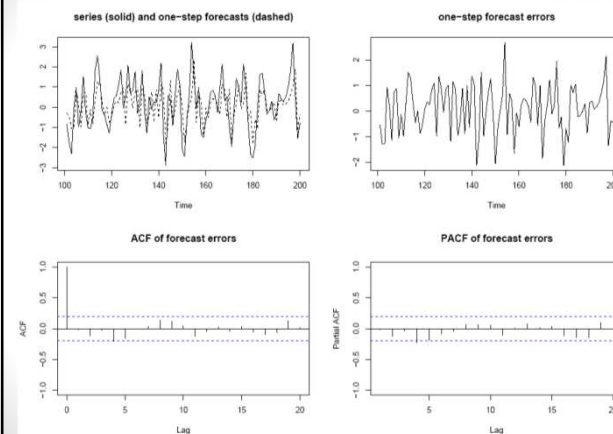 series (solid) and one-step forecasts (dashed)
3
2
1
0
-1
-2
-3
100 120 140 160 180 200
Time
one-step forecast errors
2
1
0
-1
-2
100 120 140 160 180 200
Time
ACF of forecast errors
ACF
1.0
0.5
0.0
-0.5
-1.0
0 5 10 15 20
Lag
PACF of forecast errors
Partial ACF
1.0
0.5
0.0
-0.5
-1.0
5 10 15
Lag